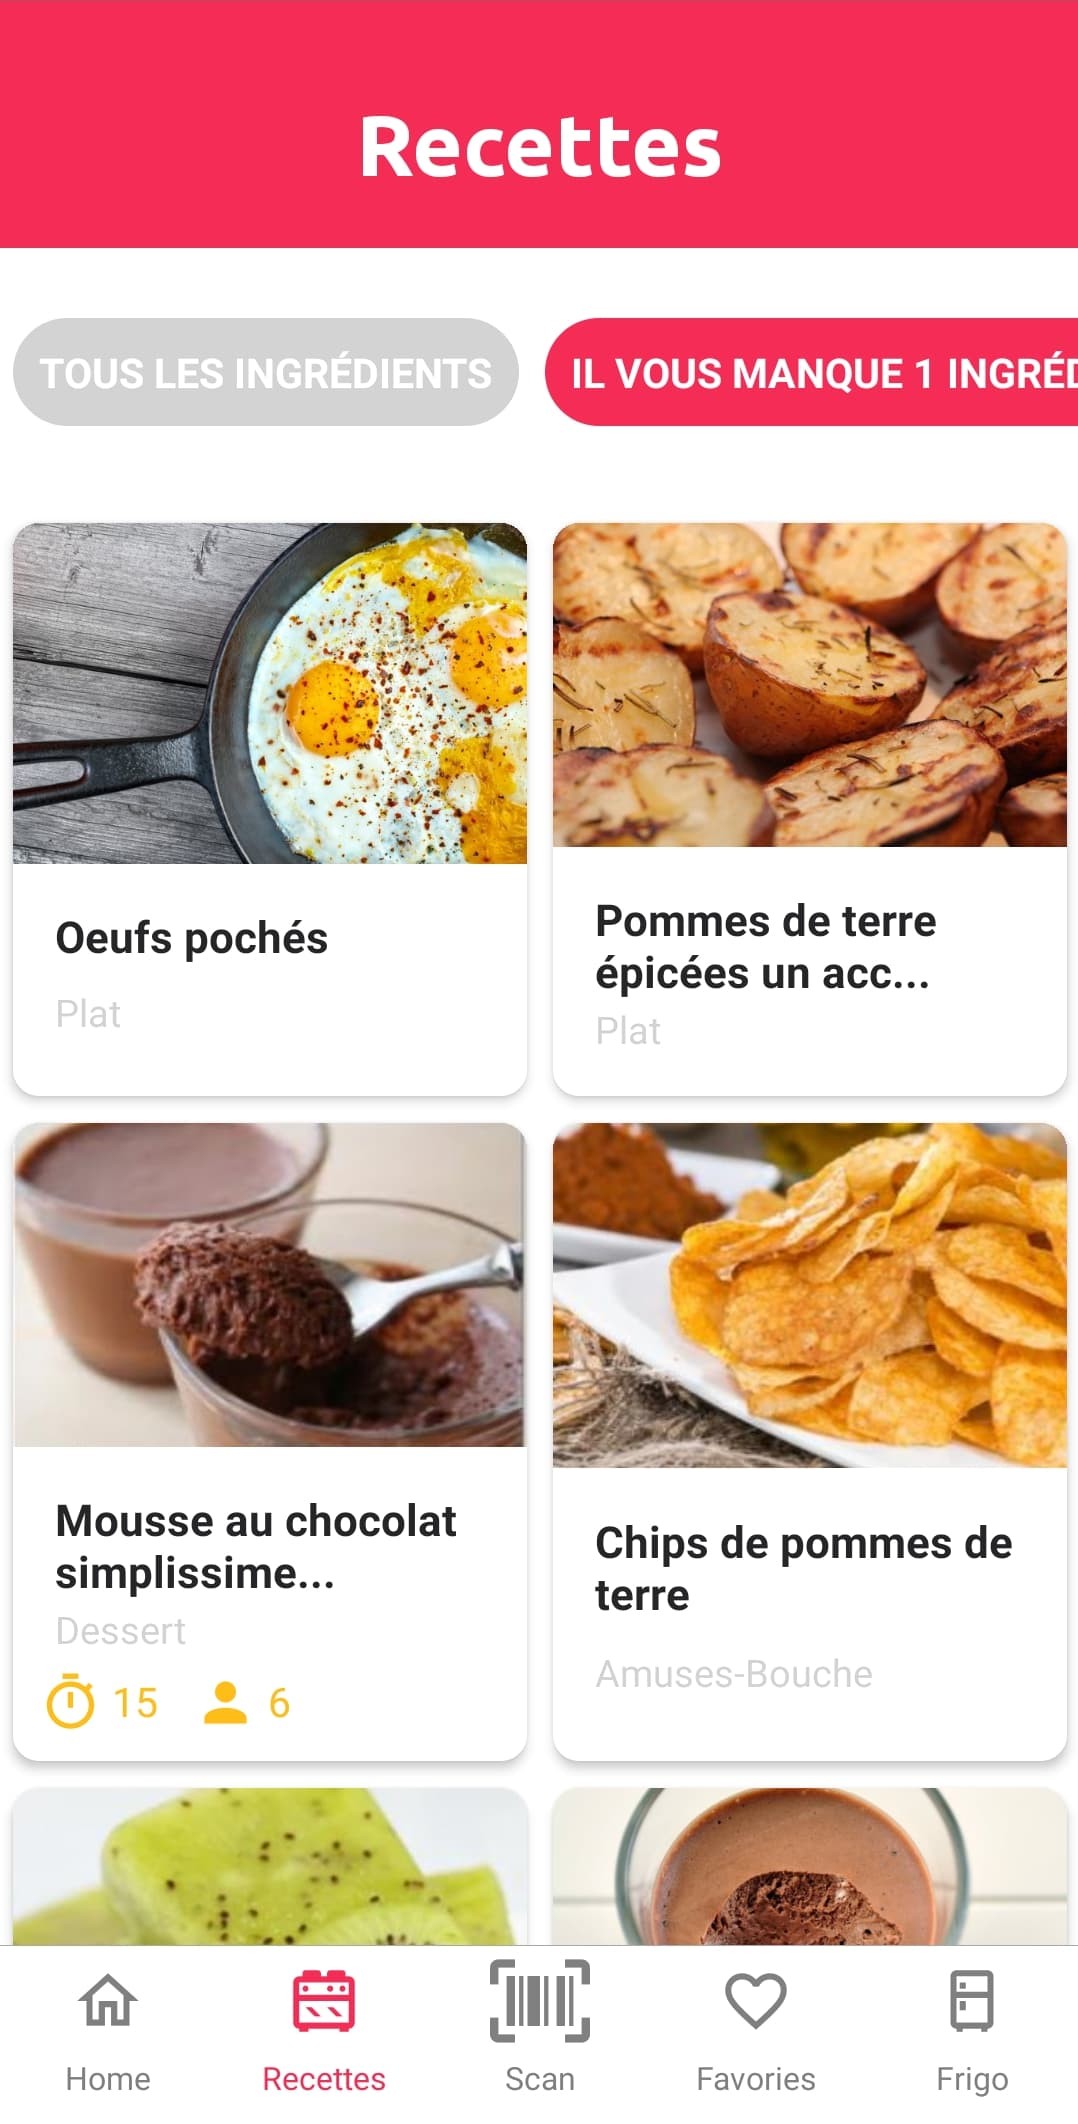 Recettes
TOUS LES INGRÉDIENTS
IL VOUS MANQUE 1 INGRÉD
Oeufs pochés
Plat
Pommes de terre
épicées un acc...
Plat
Mousse au chocolat
simplissime...
Dessert
15 6
Chips de pommes de
terre
Amuses-Bouche
Home
Recettes
Scan
Favories
Frigo